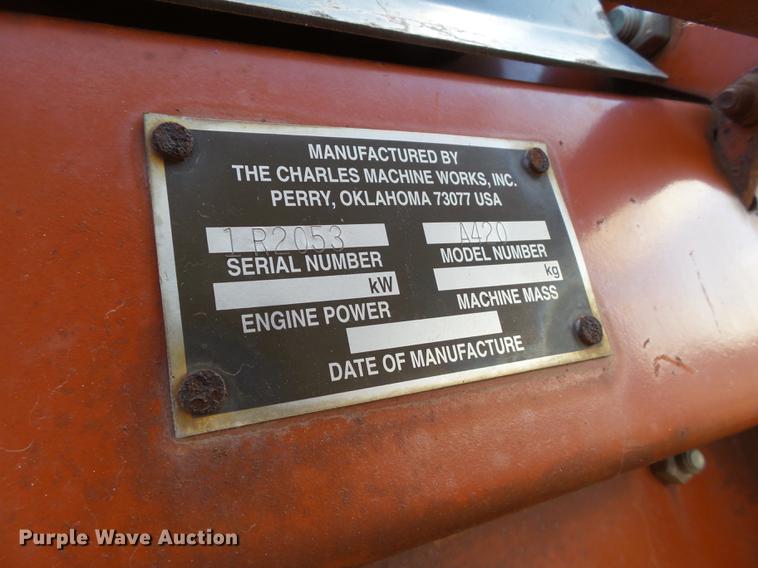 MANUFACTURED BY
THE CHARLES MACHINE WORKS, INC.
PERRY, OKLAHOMA 73077 USA
1R2053 A420
SERIAL NUMBER MODEL NUMBER
kW kg
ENGINE POWER MACHINE MASS
DATE OF MANUFACTURE
Purple Wave Auction